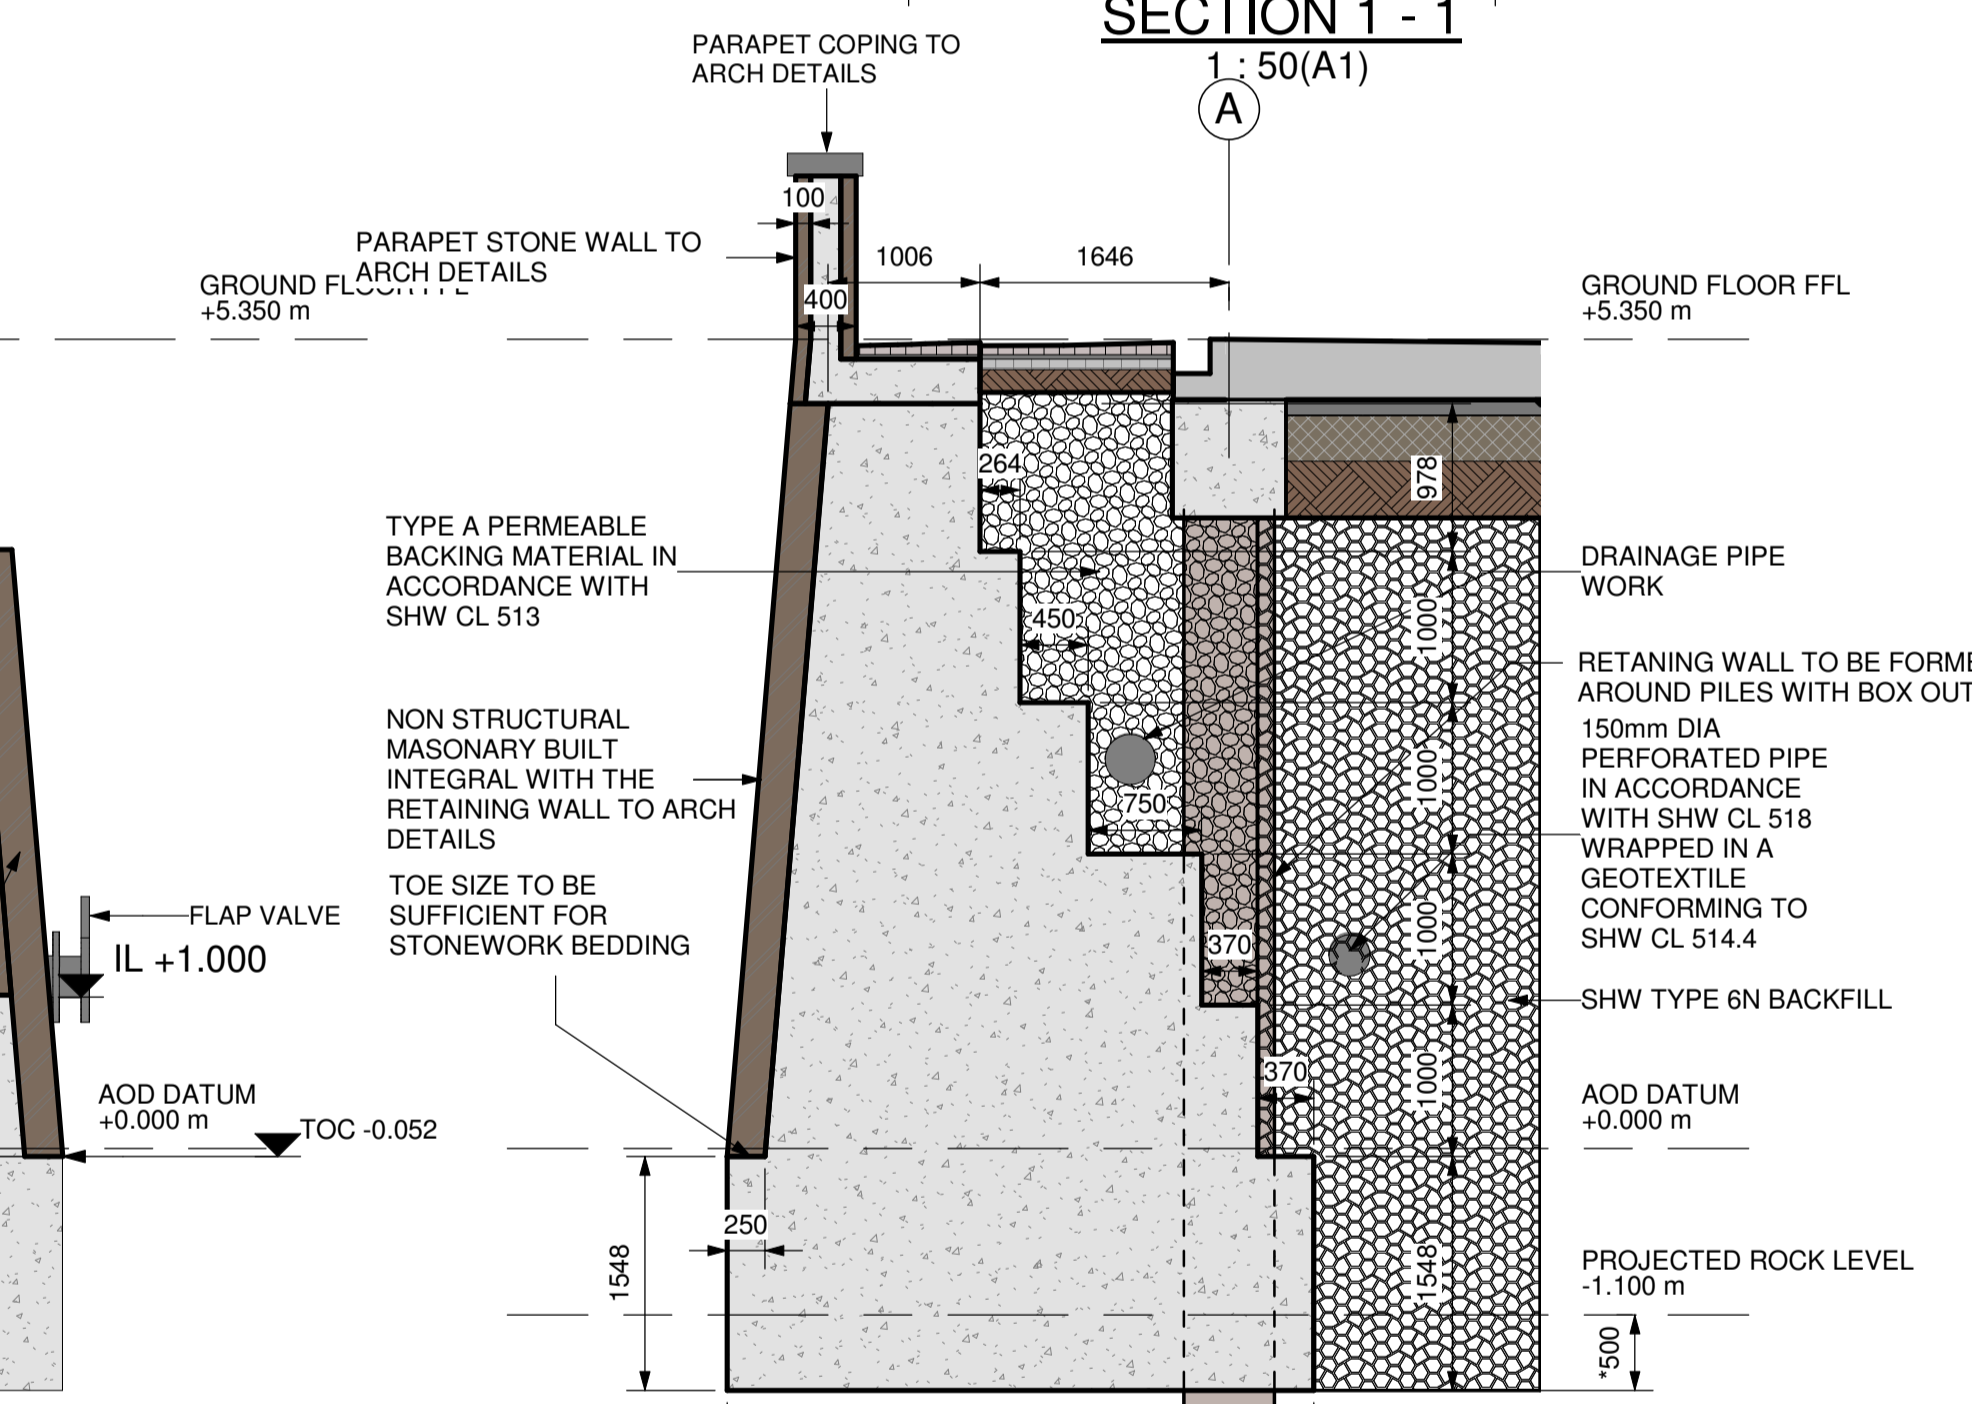 SECTION 1 - 1
1 : 50(A1)
A
PARAPET COPING TO
ARCH DETAILS
100
PARAPET STONE WALL TO
ARCH DETAILS
GROUND
+5.350 m
400
1006
1646
GROUND FLOOR FFL
+5.350 m
264
978
TYPE A PERMEABLE
BACKING MATERIAL IN
ACCORDANCE WITH
SHW CL 513
450
1000
DRAINAGE PIPE
WORK
RETANING WALL TO BE
AROUND PILES WITH BOX OUT
NON STRUCTURAL
MASONARY BUILT
INTEGRAL WITH THE
RETAINING WALL TO ARCH
DETAILS
750
1000
150mm DIA
PERFORATED PIPE
IN ACCORDANCE
WITH SHW CL 518
WRAPPED IN A
GEOTEXTILE
CONFORMING TO
SHW CL 514.4
TOE SIZE TO BE
SUFFICIENT FOR
STONEWORK BEDDING
FLAP VALVE
IL +1.000
370
1000
SHW TYPE 6N BACKFILL
370
1000
AOD DATUM
+0.000 m
TOC -0.052
AOD DATUM
+0.000 m
250
1548
1548
PROJECTED ROCK LEVEL
-1.100 m
*500